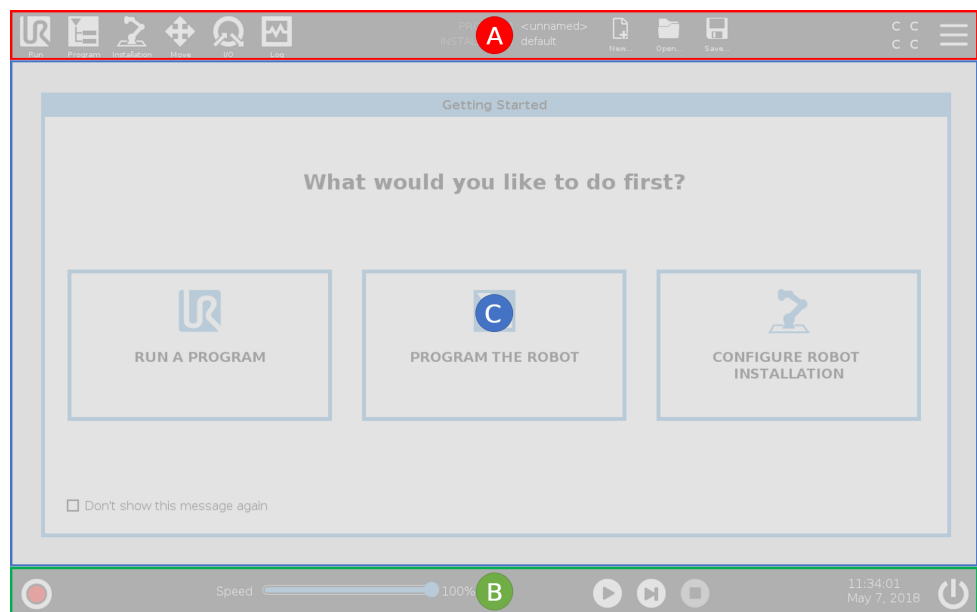 <unnamed>
default
C C
C C
Run
Program
Installation
Move
I/O
Log
New...
Open...
Save...
A
Getting Started
What would you like to do first?
C
RUN A PROGRAM
PROGRAM THE ROBOT
CONFIGURE ROBOT
INSTALLATION
Don't show this message again
Speed
100%
B
11:34:01
May 7, 2018